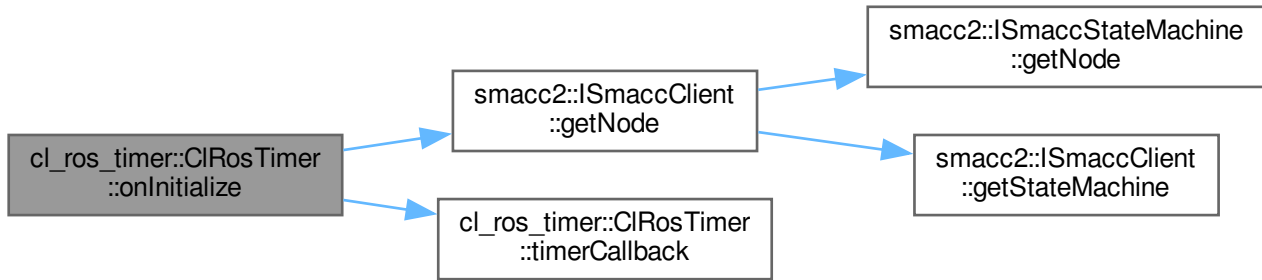 cl_ros_timer::ClRosTimer
::onInitialize
smacc2::ISmaccClient
::getNode
smacc2::ISmaccStateMachine
::getNode
smacc2::ISmaccClient
::getStateMachine
cl_ros_timer::ClRosTimer
::timerCallback